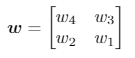 w = [w₄ w₃
w₂ w₁]